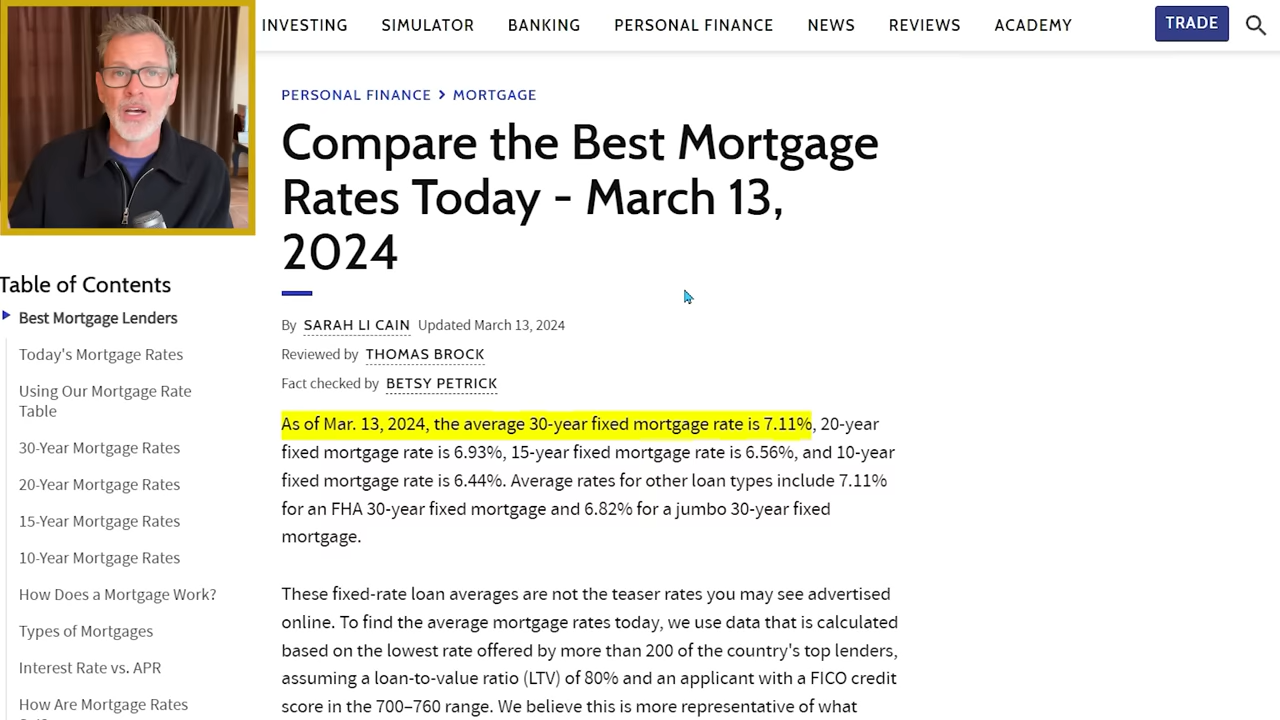 INVESTING SIMULATOR BANKING PERSONAL FINANCE NEWS REVIEWS ACADEMY TRADE
PERSONAL FINANCE > MORTGAGE
Compare the Best Mortgage
Rates Today - March 13,
2024
By SARAH LI CAIN Updated March 13, 2024
Reviewed by THOMAS BROCK
Fact checked by BETSY PETRICK
As of Mar. 13, 2024, the average 30-year fixed mortgage rate is 7.11%, 20-year
fixed mortgage rate is 6.93%, 15-year fixed mortgage rate is 6.56%, and 10-year
fixed mortgage rate is 6.44%. Average rates for other loan types include 7.11%
for an FHA 30-year fixed mortgage and 6.82% for a jumbo 30-year fixed
mortgage.
These fixed-rate loan averages are not the teaser rates you may see advertised
online. To find the average mortgage rates today, we use data that is calculated
based on the lowest rate offered by more than 200 of the country's top lenders,
assuming a loan-to-value ratio (LTV) of 80% and an applicant with a FICO credit
score in the 700–760 range. We believe this is more representative of what
Table of Contents
Best Mortgage Lenders
Today's Mortgage Rates
Using Our Mortgage Rate
Table
30-Year Mortgage Rates
20-Year Mortgage Rates
15-Year Mortgage Rates
10-Year Mortgage Rates
How Does a Mortgage Work?
Types of Mortgages
Interest Rate vs. APR
How Are Mortgage Rates